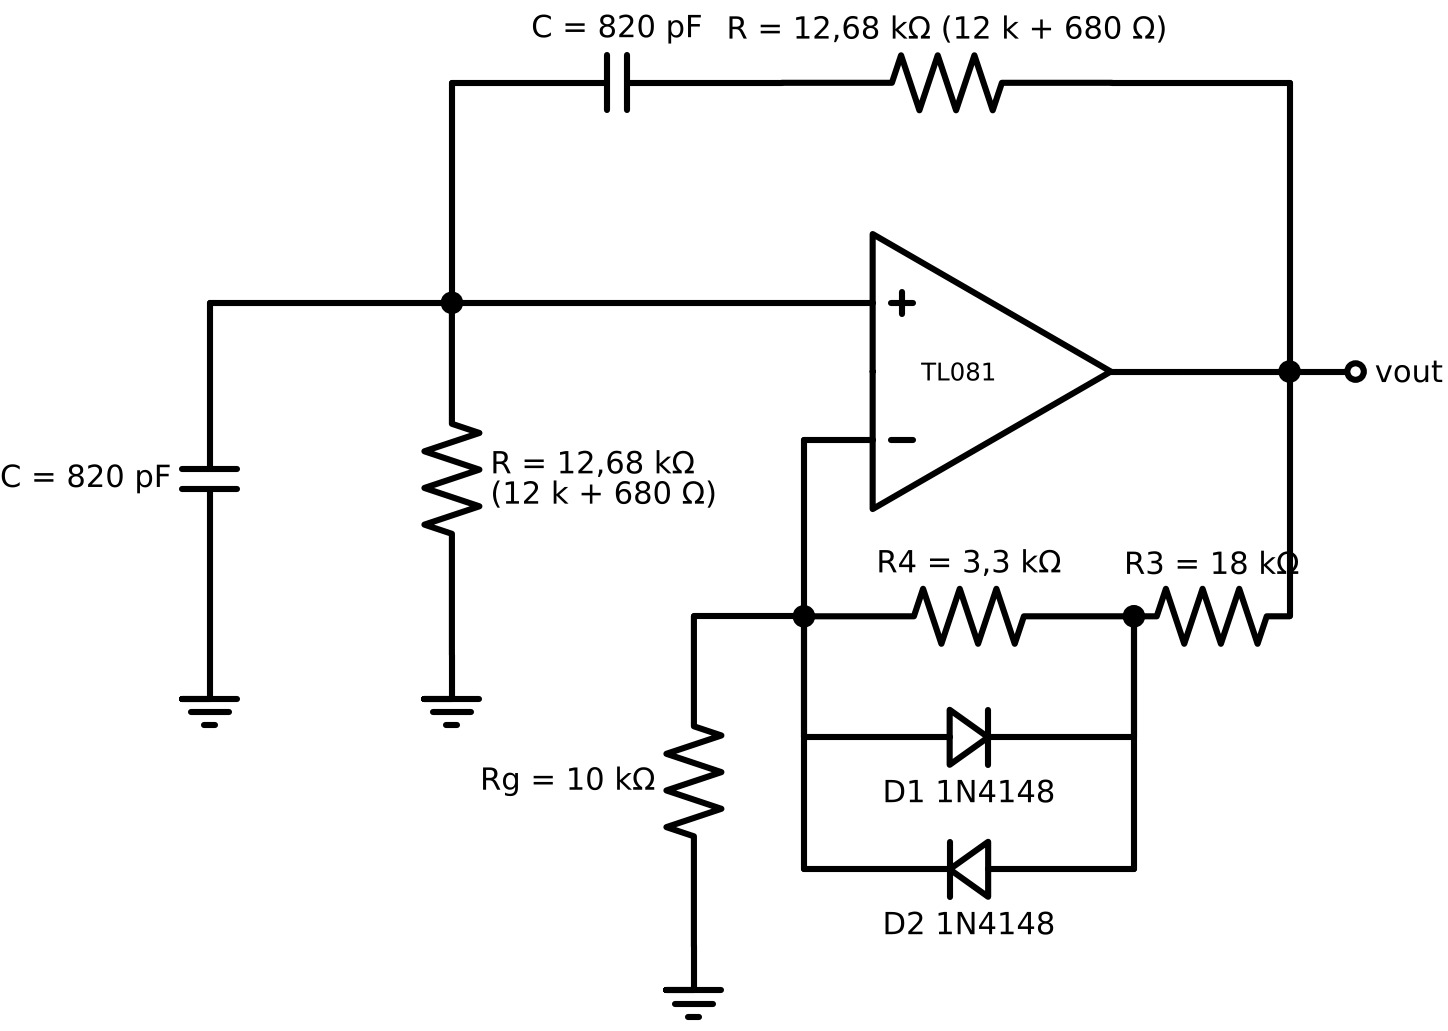 C = 820 pF
R = 12,68 kΩ (12 k + 680 Ω)
+
TL081
vout
−
C = 820 pF
R = 12,68 kΩ
(12 k + 680 Ω)
R4 = 3,3 kΩ
R3 = 18 kΩ
Rg = 10 kΩ
D1 1N4148
D2 1N4148